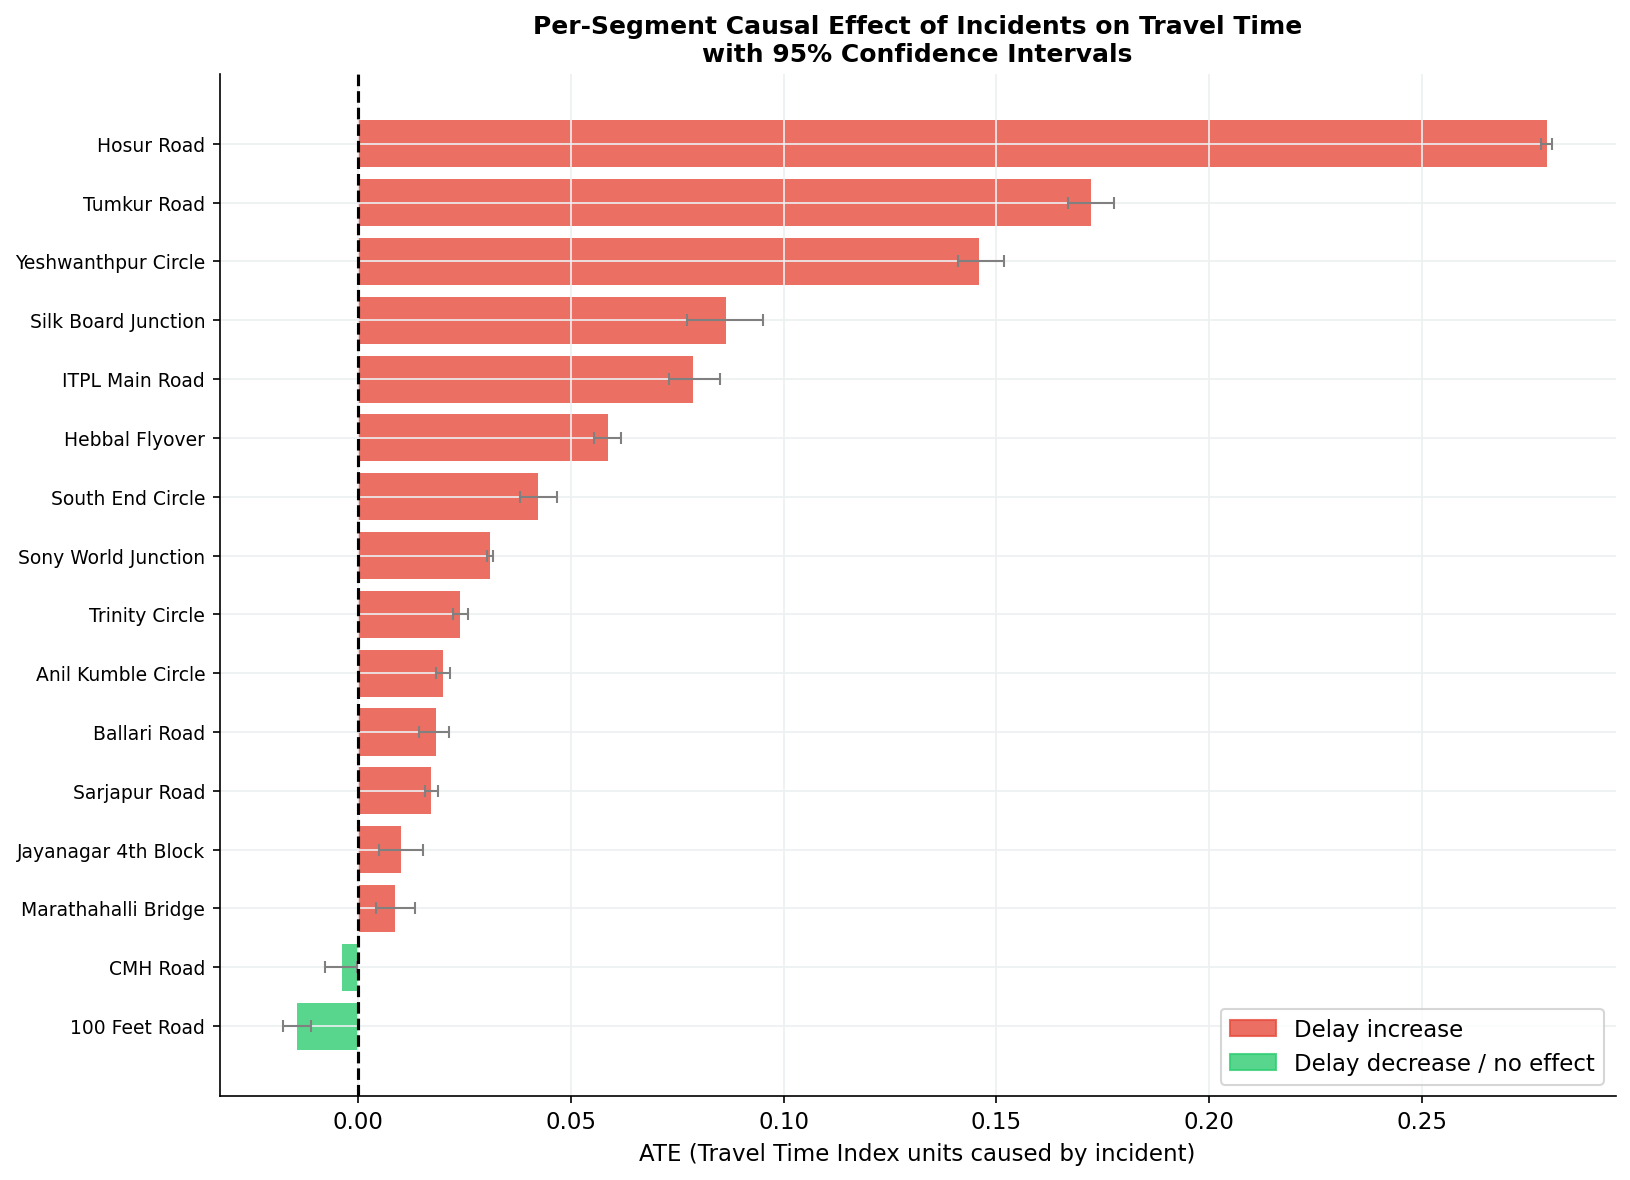 Per-Segment Causal Effect of Incidents on Travel Time
with 95% Confidence Intervals
Hosur Road
Tumkur Road
Yeshwanthpur Circle
Silk Board Junction
ITPL Main Road
Hebbal Flyover
South End Circle
Sony World Junction
Trinity Circle
Anil Kumble Circle
Ballari Road
Sarjapur Road
Jayanagar 4th Block
Marathahalli Bridge
CMH Road
100 Feet Road
Delay increase
Delay decrease / no effect
0.00 0.05 0.10 0.15 0.20 0.25
ATE (Travel Time Index units caused by incident)